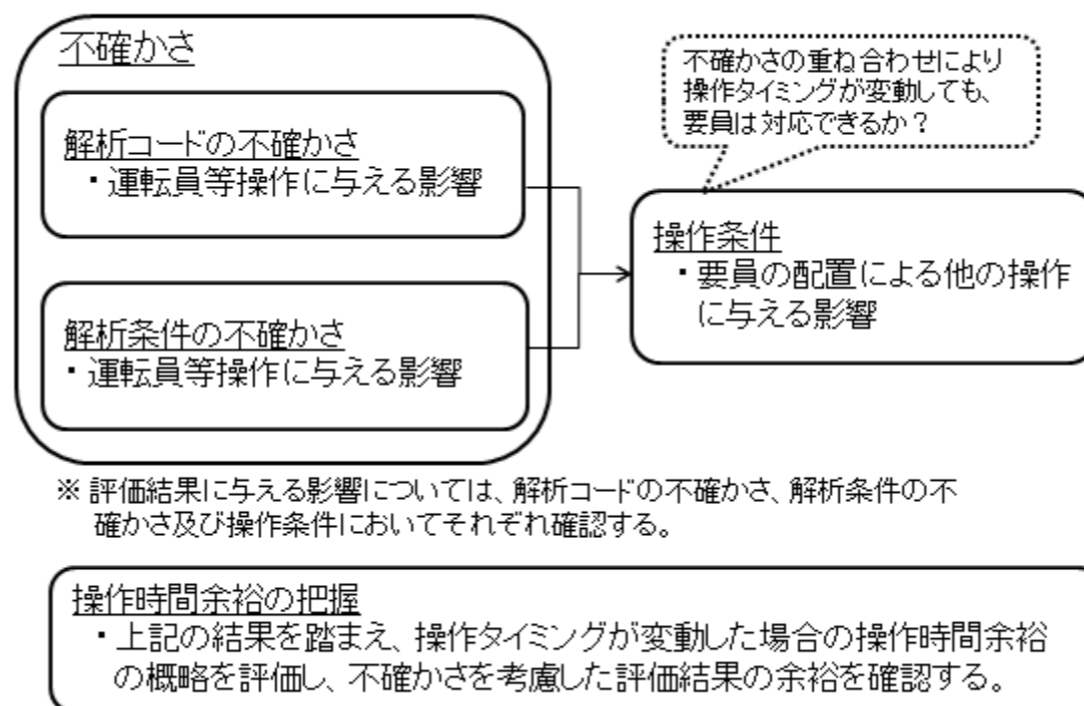 不確かさ
解析コードの不確かさ
・運転員等操作に与える影響
解析条件の不確かさ
・運転員等操作に与える影響
不確かさの重ね合わせにより
操作タイミングが変動しても、
要員は対応できるか？
操作条件
・要員の配置による他の操作
に与える影響
※ 評価結果に与える影響については、解析コードの不確かさ、解析条件の不
確かさ及び操作条件においてそれぞれ確認する。
操作時間余裕の把握
・上記の結果を踏まえ、操作タイミングが変動した場合の操作時間余裕
の概略を評価し、不確かさを考慮した評価結果の余裕を確認する。